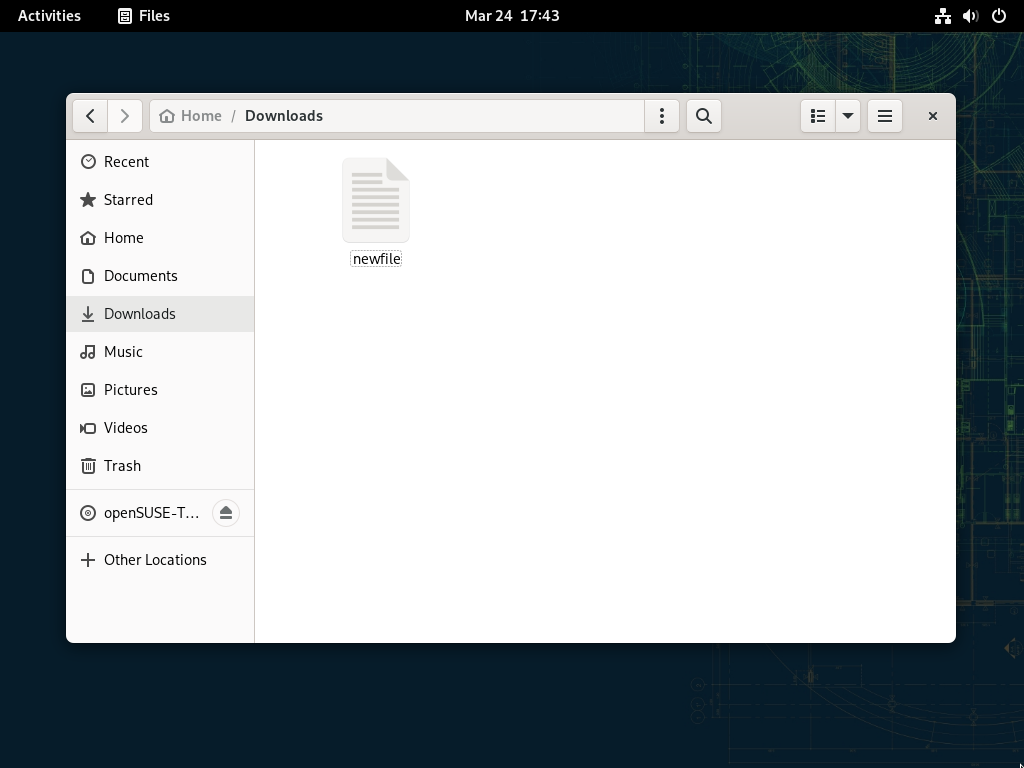 Activities Files Mar 24 17:43
Home / Downloads
Recent
Starred
Home
Documents
Downloads
Music
Pictures
Videos
Trash
openSUSE-T...
Other Locations
newfile